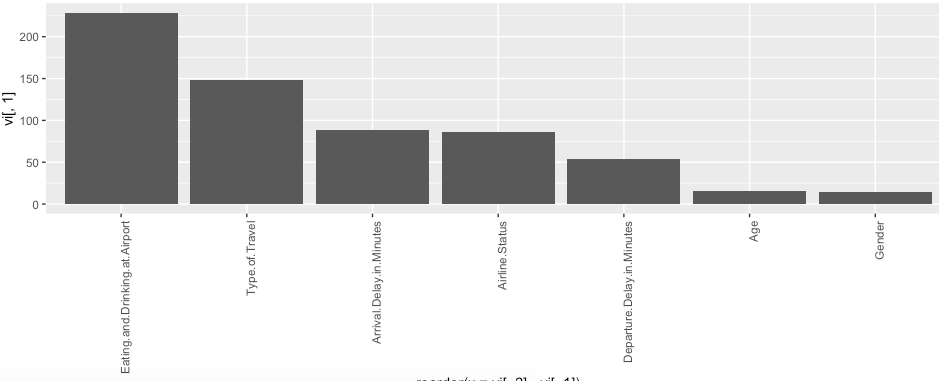 vi[, 1]
200
150
100
50
0
Eating.and.Drinking.at.Airport
Type.of.Travel
Arrival.Delay.in.Minutes
Airline.Status
Departure.Delay.in.Minutes
Age
Gender